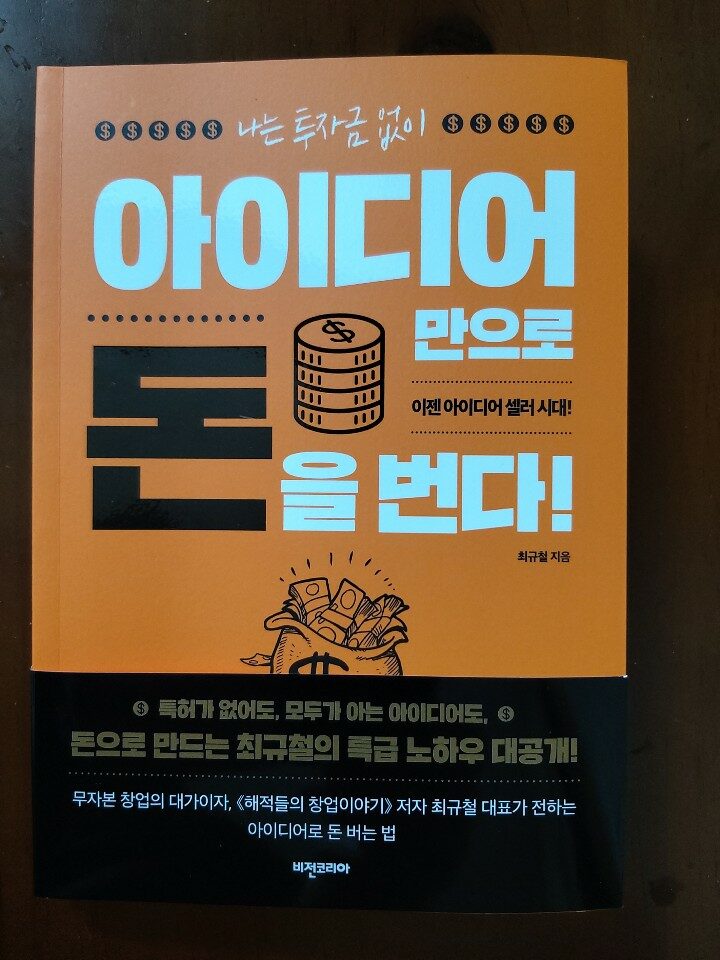 나는 투자금 없이
아이디어
만으로
이젠 아이디어 셀러 시대!
돈을 번다!
최규철 지음
특허가 없어도, 모두가 아는 아이디어도,
돈으로 만드는 최규철의 특급 노하우 대공개!
무자본 창업의 대가이자, 《해적들의 창업이야기》 저자 최규철 대표가 전하는
아이디어로 돈 버는 법
비전코리아